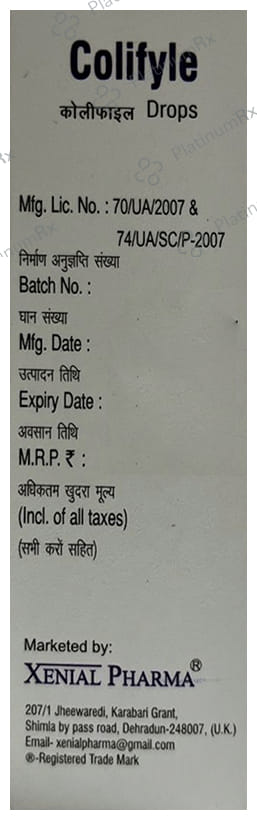 Colifyle
कोलीफाइल Drops
Mfg. Lic. No. : 70/UA/2007 &
74/UA/SC/P-2007
निर्माण अनुज्ञप्ति संख्या
Batch No. :
घान संख्या
Mfg. Date :
उत्पादन तिथि
Expiry Date :
अवसान तिथि
M.R.P. ₹ :
अधिकतम खुदरा मूल्य
(Incl. of all taxes)
(सभी करों सहित)
Marketed by:
XENIAL PHARMA®
207/1 Jheewaredi, Karabari Grant,
Shimla by pass road, Dehradun-248007, (U.K.)
Email- xenialpharma@gmail.com
®-Registered Trade Mark
PlatinumRx